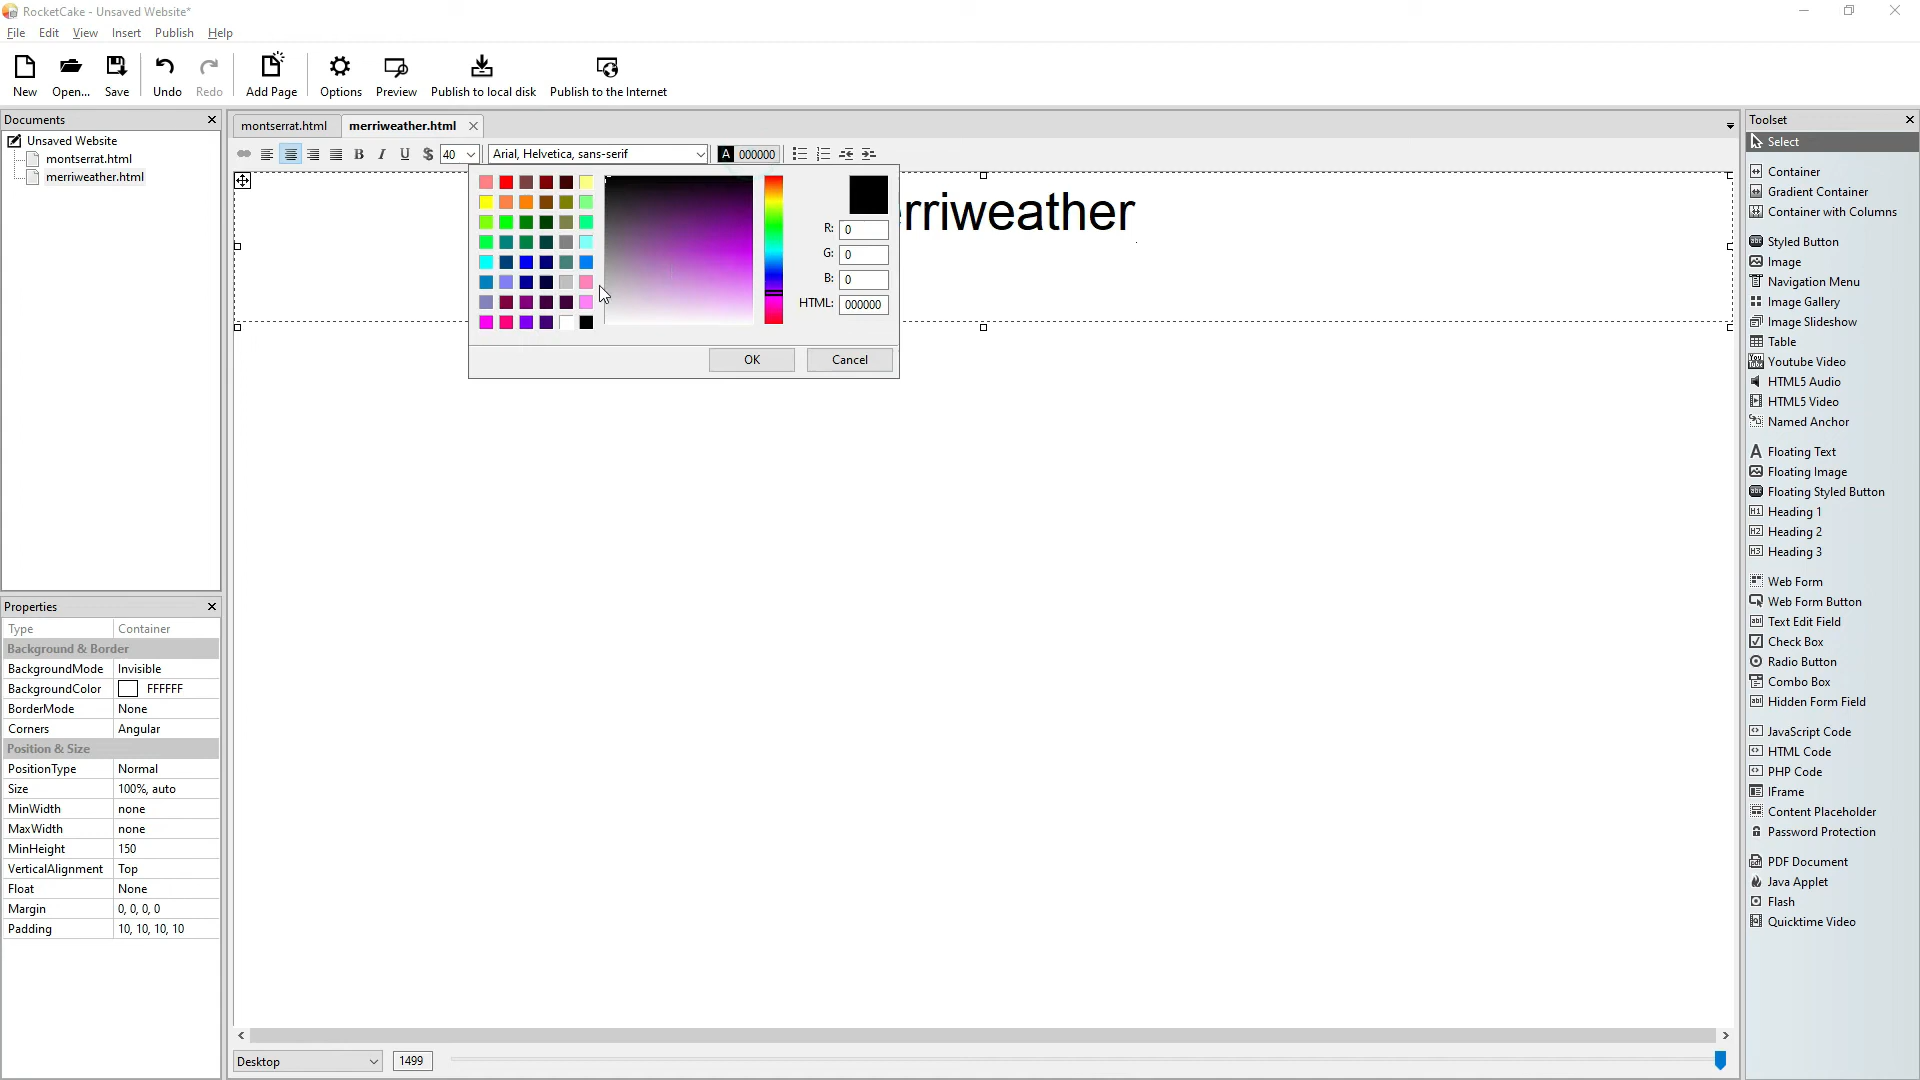 RocketCake - Unsaved Website*
File Edit View Insert Publish Help
New Open... Save Undo Redo Add Page Options Preview Publish to local disk Publish to the Internet
Documents
Unsaved Website
montserrat.html
merriweather.html
montserrat.html merriweather.html
B I U $ 40 Arial, Helvetica, sans-serif A 000000
erriweather
R: 0
G: 0
B: 0
HTML: 000000
OK Cancel
Properties
Type Container
Background & Border
BackgroundMode Invisible
BackgroundColor FFFFFF
BorderMode None
Corners Angular
Position & Size
PositionType Normal
Size 100%, auto
MinWidth none
MaxWidth none
MinHeight 150
VerticalAlignment Top
Float None
Margin 0, 0, 0, 0
Padding 10, 10, 10, 10
Desktop 1499
Toolset
Select
Container
Gradient Container
Container with Columns
Styled Button
Image
Navigation Menu
Image Gallery
Image Slideshow
Table
Youtube Video
HTML5 Audio
HTML5 Video
Named Anchor
Floating Text
Floating Image
Floating Styled Button
Heading 1
Heading 2
Heading 3
Web Form
Web Form Button
Text Edit Field
Check Box
Radio Button
Combo Box
Hidden Form Field
JavaScript Code
HTML Code
PHP Code
IFrame
Content Placeholder
Password Protection
PDF Document
Java Applet
Flash
Quicktime Video